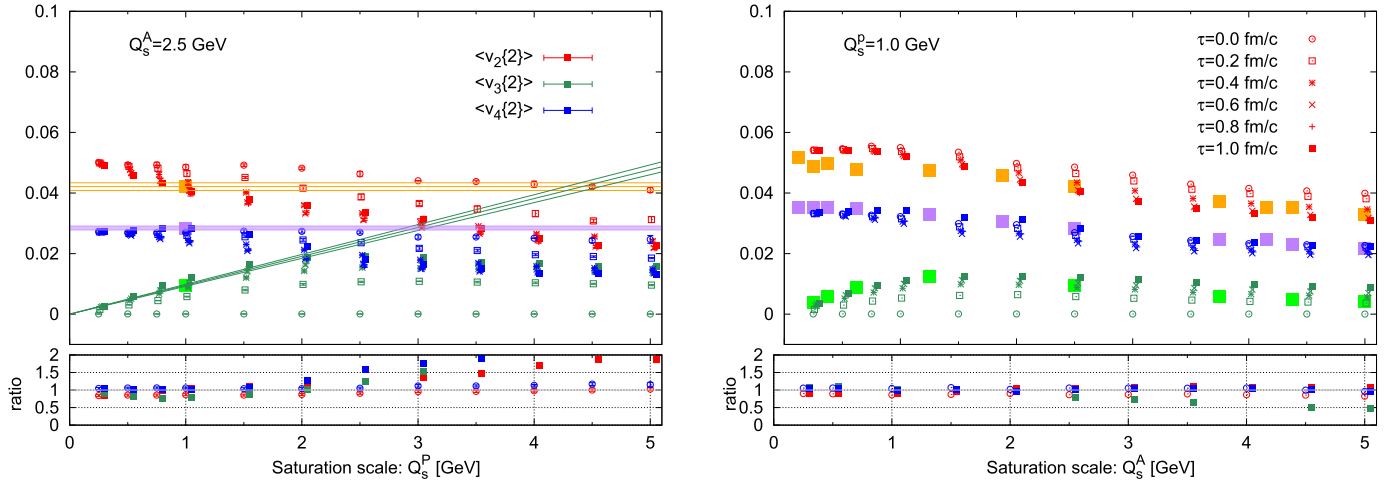 0.1
0.08
0.06
0.04
0.02
0
Q_s^A=2.5 GeV
<v_2{2}>
<v_3{2}>
<v_4{2}>
2
1.5
1
0.5
0
ratio
0 1 2 3 4 5
Saturation scale: Q_s^P [GeV]
0.1
0.08
0.06
0.04
0.02
0
Q_s^p=1.0 GeV
τ=0.0 fm/c
τ=0.2 fm/c
τ=0.4 fm/c
τ=0.6 fm/c
τ=0.8 fm/c
τ=1.0 fm/c
2
1.5
1
0.5
0
ratio
0 1 2 3 4 5
Saturation scale: Q_s^A [GeV]